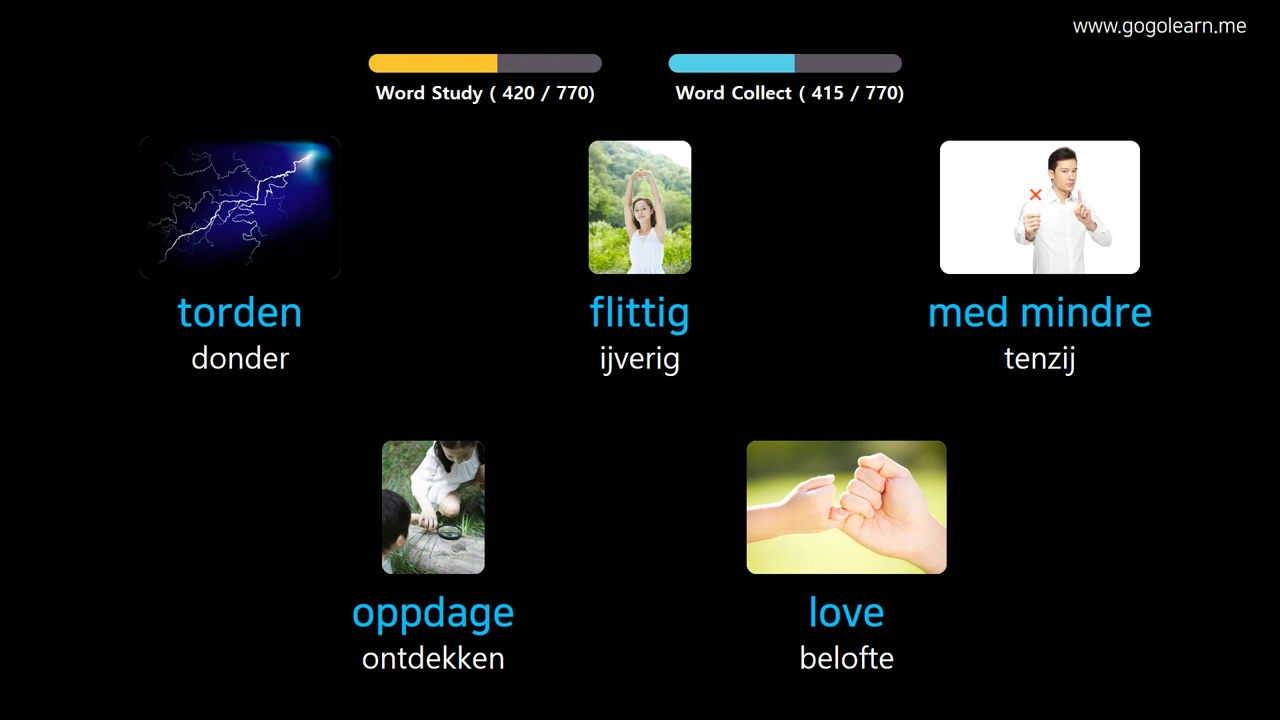 www.gogolearn.me
Word Study ( 420 / 770)
Word Collect ( 415 / 770)
torden
flittig
med mindre
donder
ijverig
tenzij
oppdage
love
ontdekken
belofte